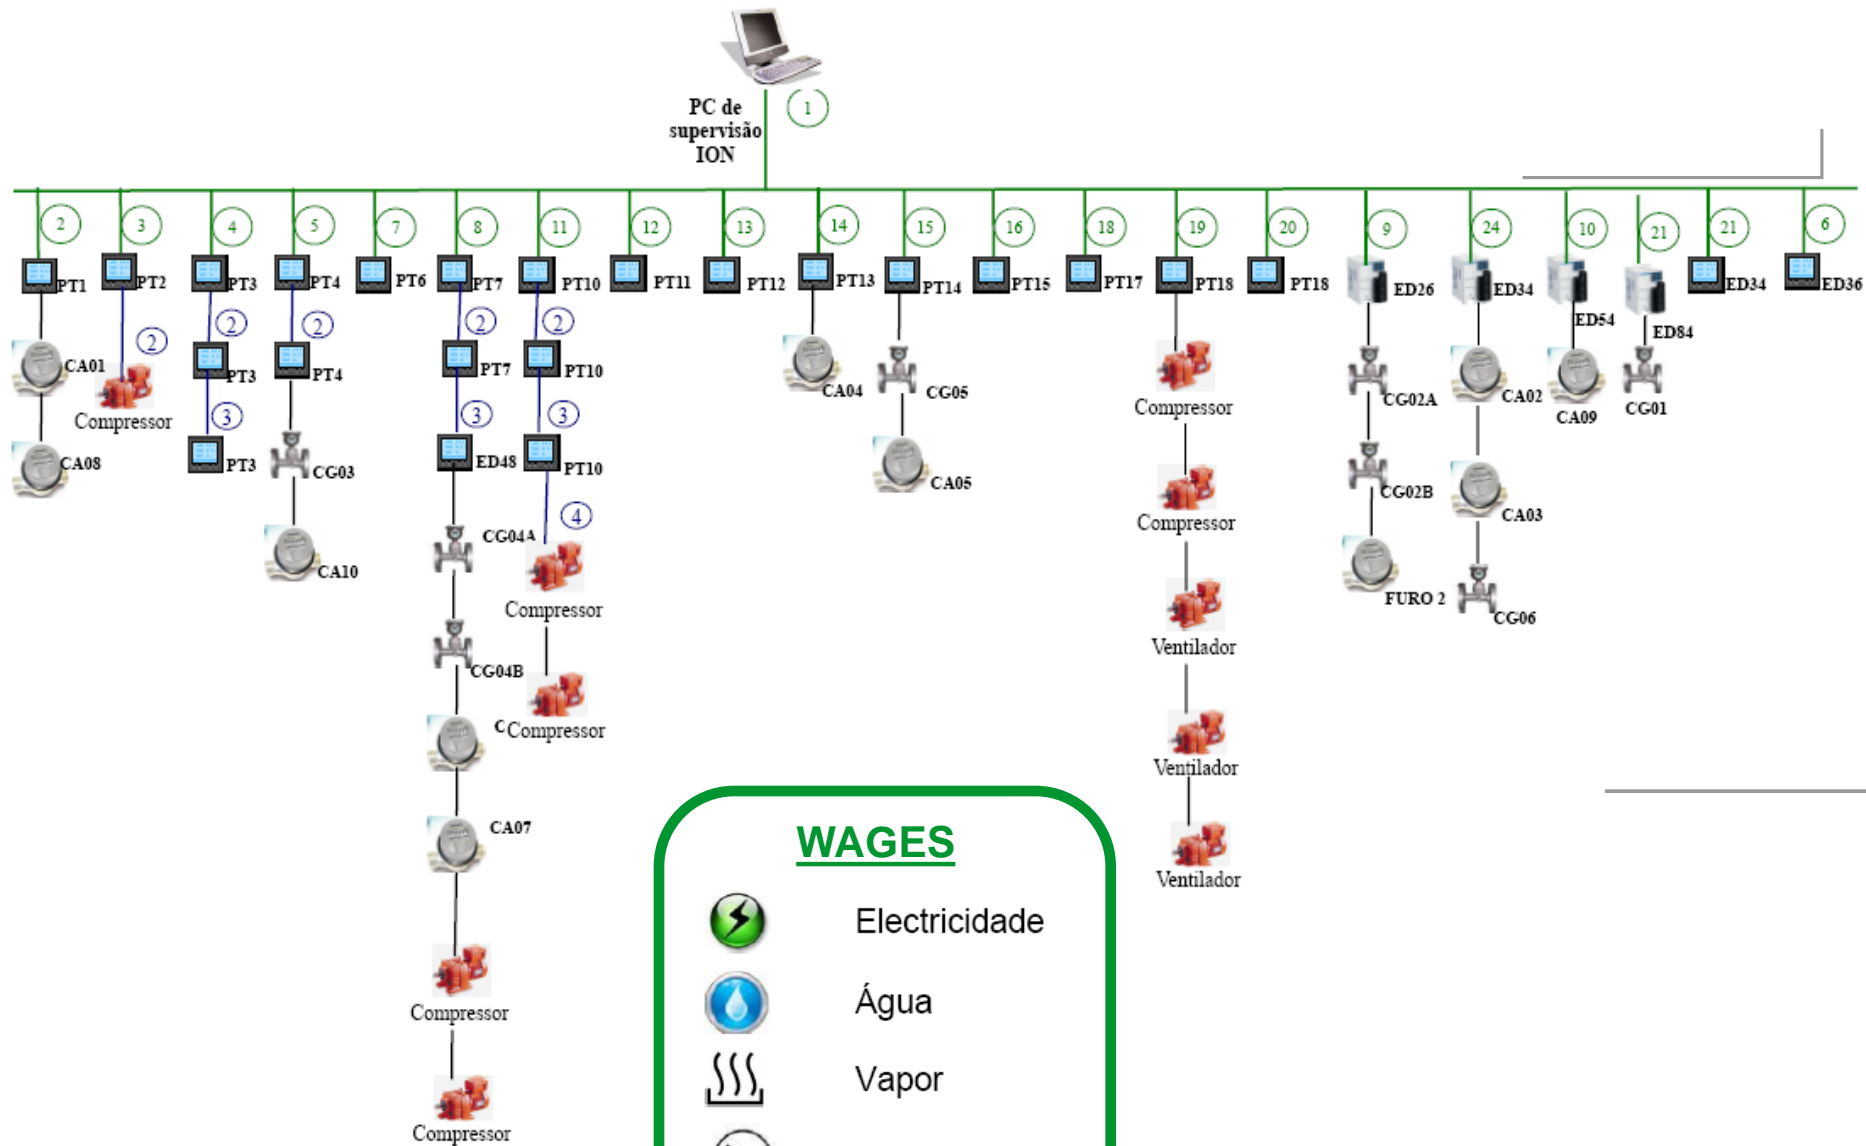 PC de
supervisão
ION
1
2
3
4
5
7
8
11
12
13
14
15
16
18
19
20
9
24
10
21
21
6
PT1
PT2
PT3
PT4
PT6
PT7
PT10
PT11
PT12
PT13
PT14
PT15
PT17
PT18
PT18
ED26
ED34
ED54
ED84
ED34
ED36
2
2
2
2
2
CA01
Compressor
PT3
PT4
PT7
PT10
CA04
CG05
Compressor
CG02A
CA02
CA09
CG01
3
3
3
CA08
PT3
CG03
ED48
PT10
CA05
Compressor
CG02B
CA03
4
CA10
CG04A
Compressor
Ventilador
FURO 2
CG06
CG04B
C
Compressor
Ventilador
CA07
Ventilador
Compressor
Compressor
WAGES
Electricidade
Água
Vapor